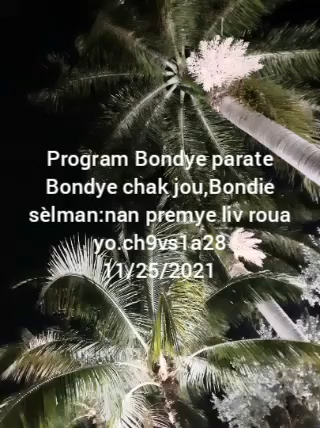 Program Bondye parate
Bondye chak jou,Bondie
sèlman:nan premye liv roua
yo.ch9vs1a28
11/25/2021